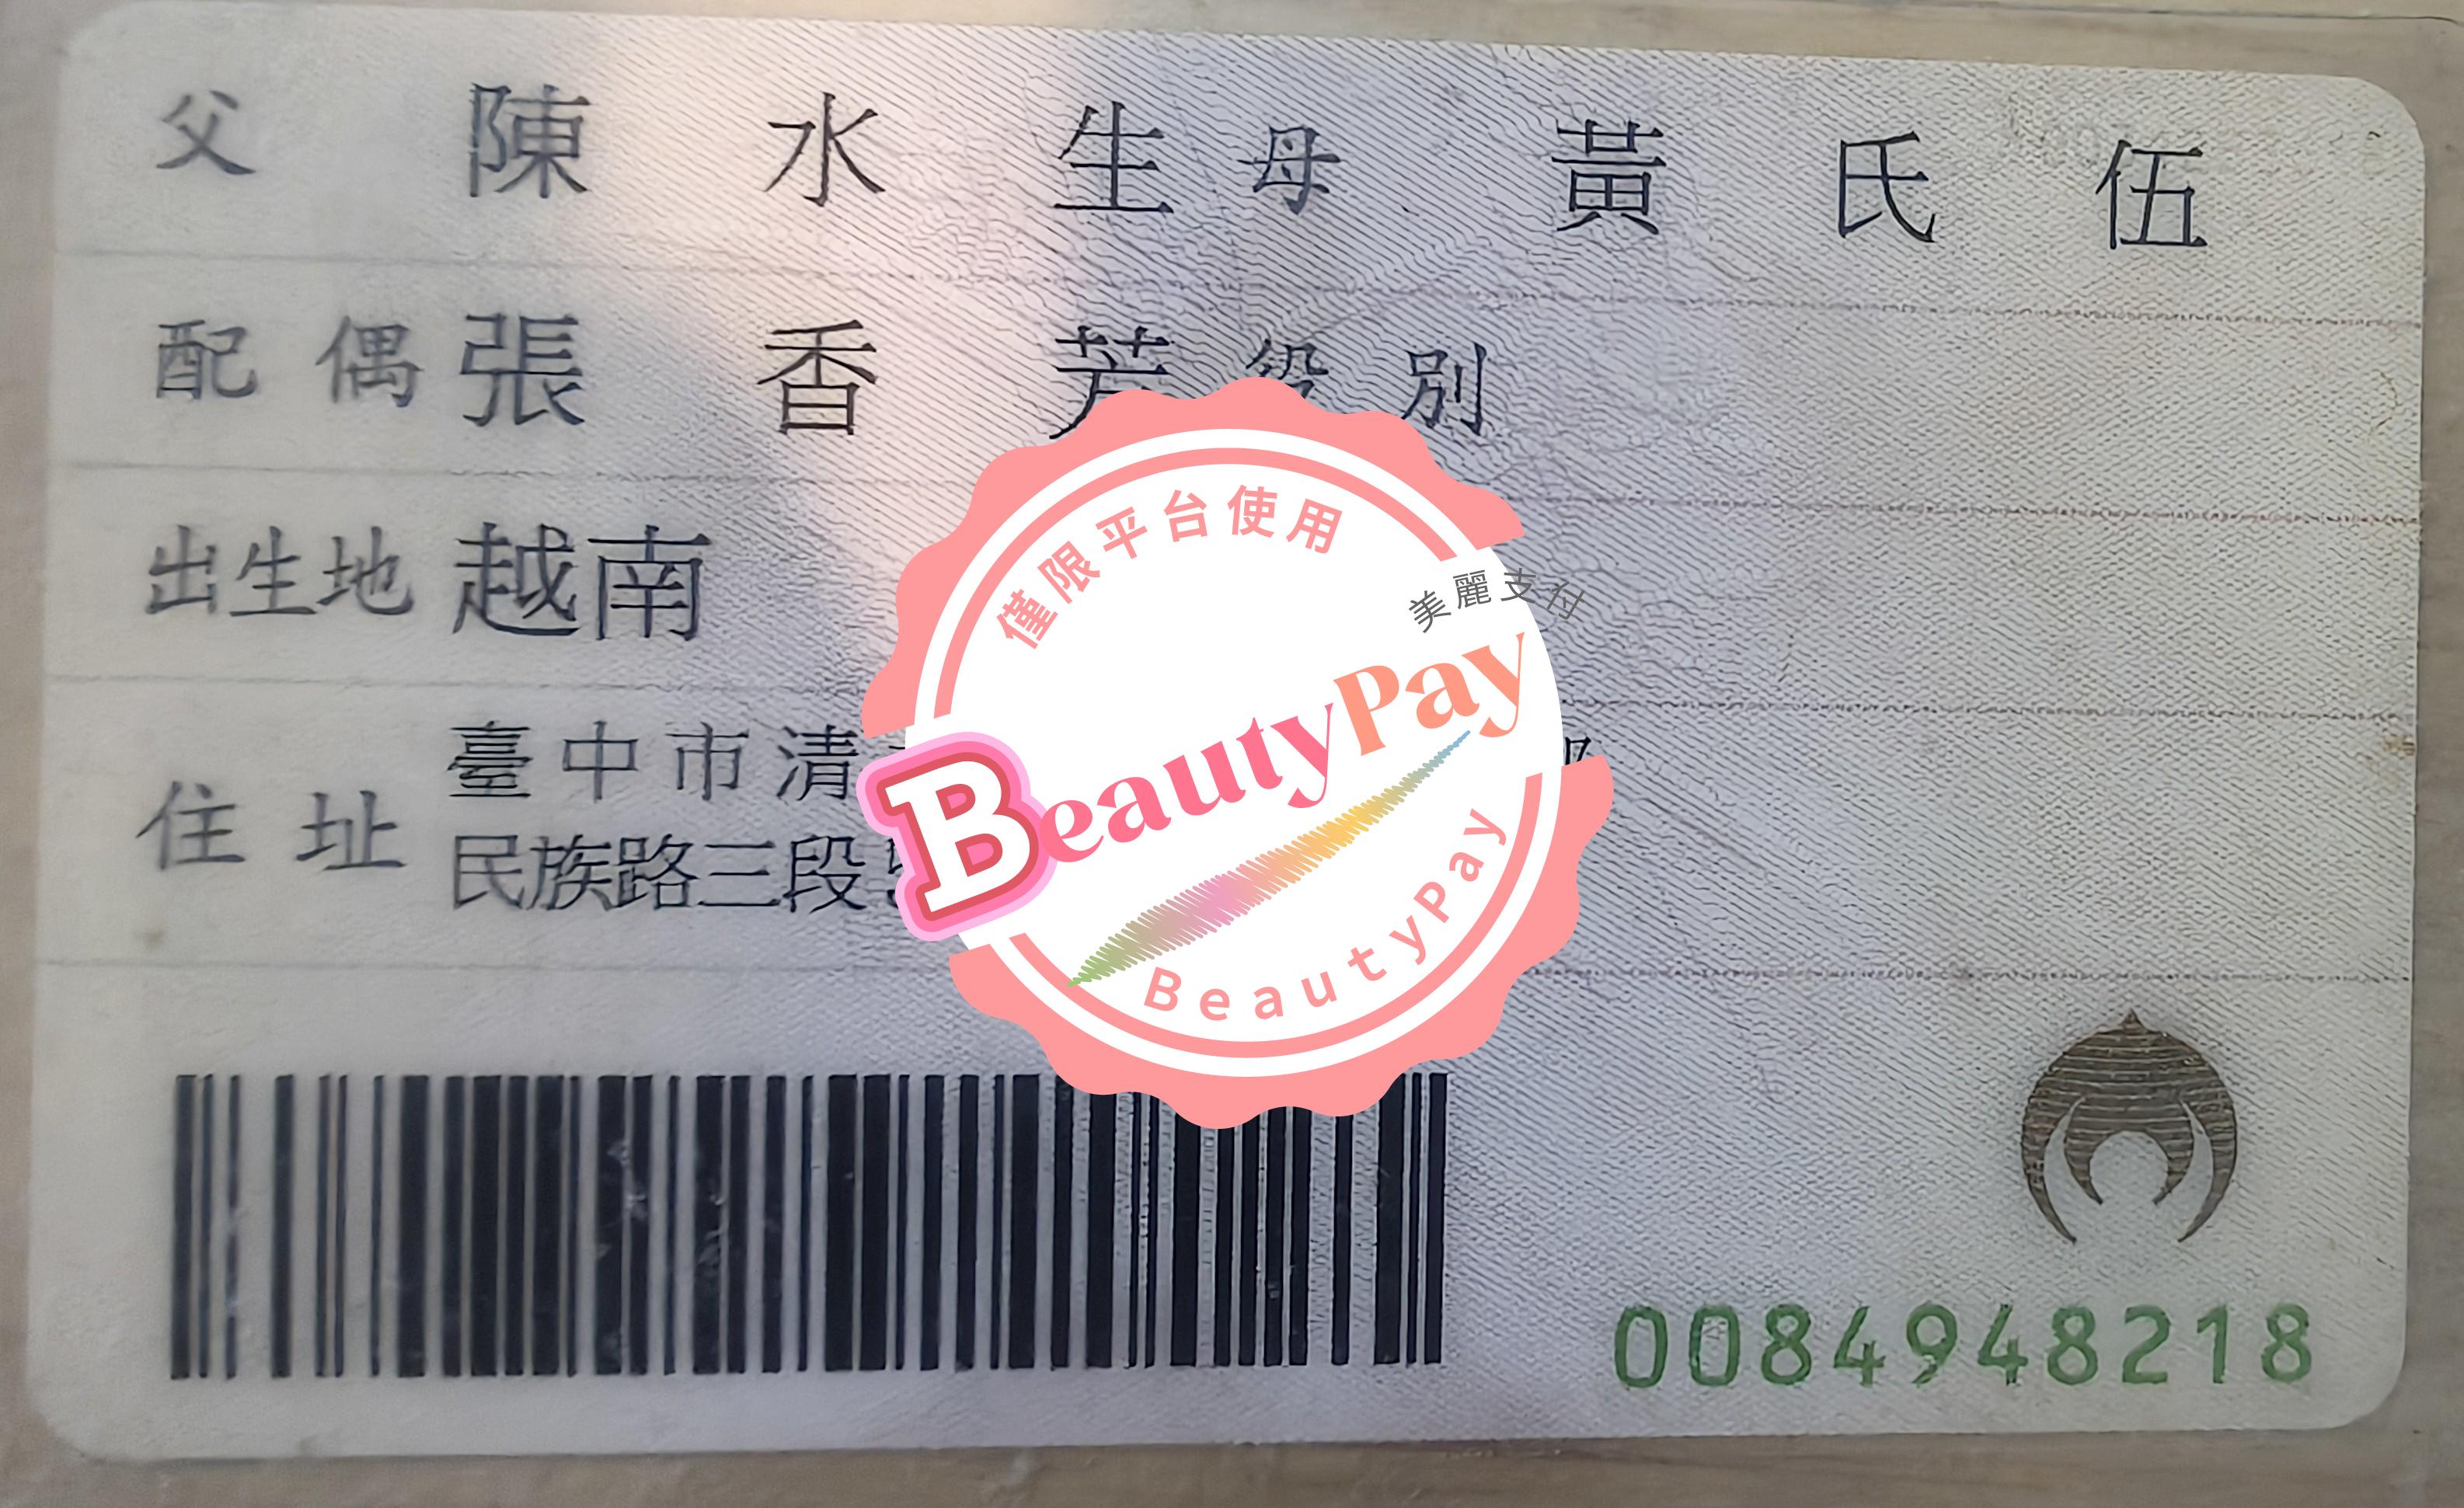 父 陳水生 母 黃氏伍
配偶 張香芳 役別
出生地 越南
住址 臺中市清
民族路三段
僅限平台使用
美麗支付
BeautyPay
BeautyPay
0084948218